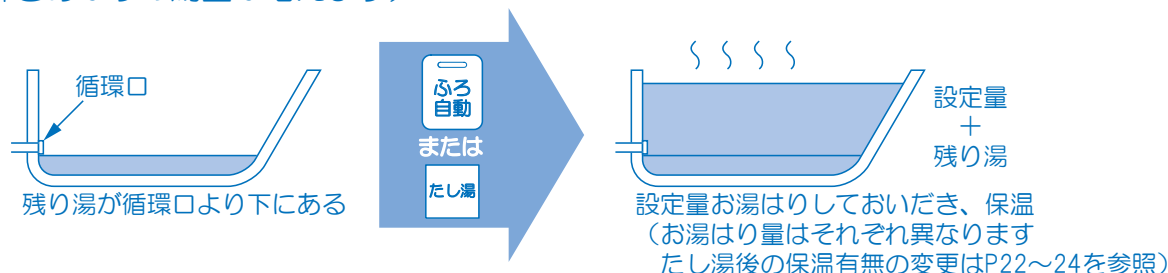 循環口
残り湯が循環口より下にある
ふろ
自動
または
たし湯
設定量
＋
残り湯
設定量お湯はりしておいだき、保温
（お湯はり量はそれぞれ異なります
たし湯後の保温有無の変更はP22～24を参照）